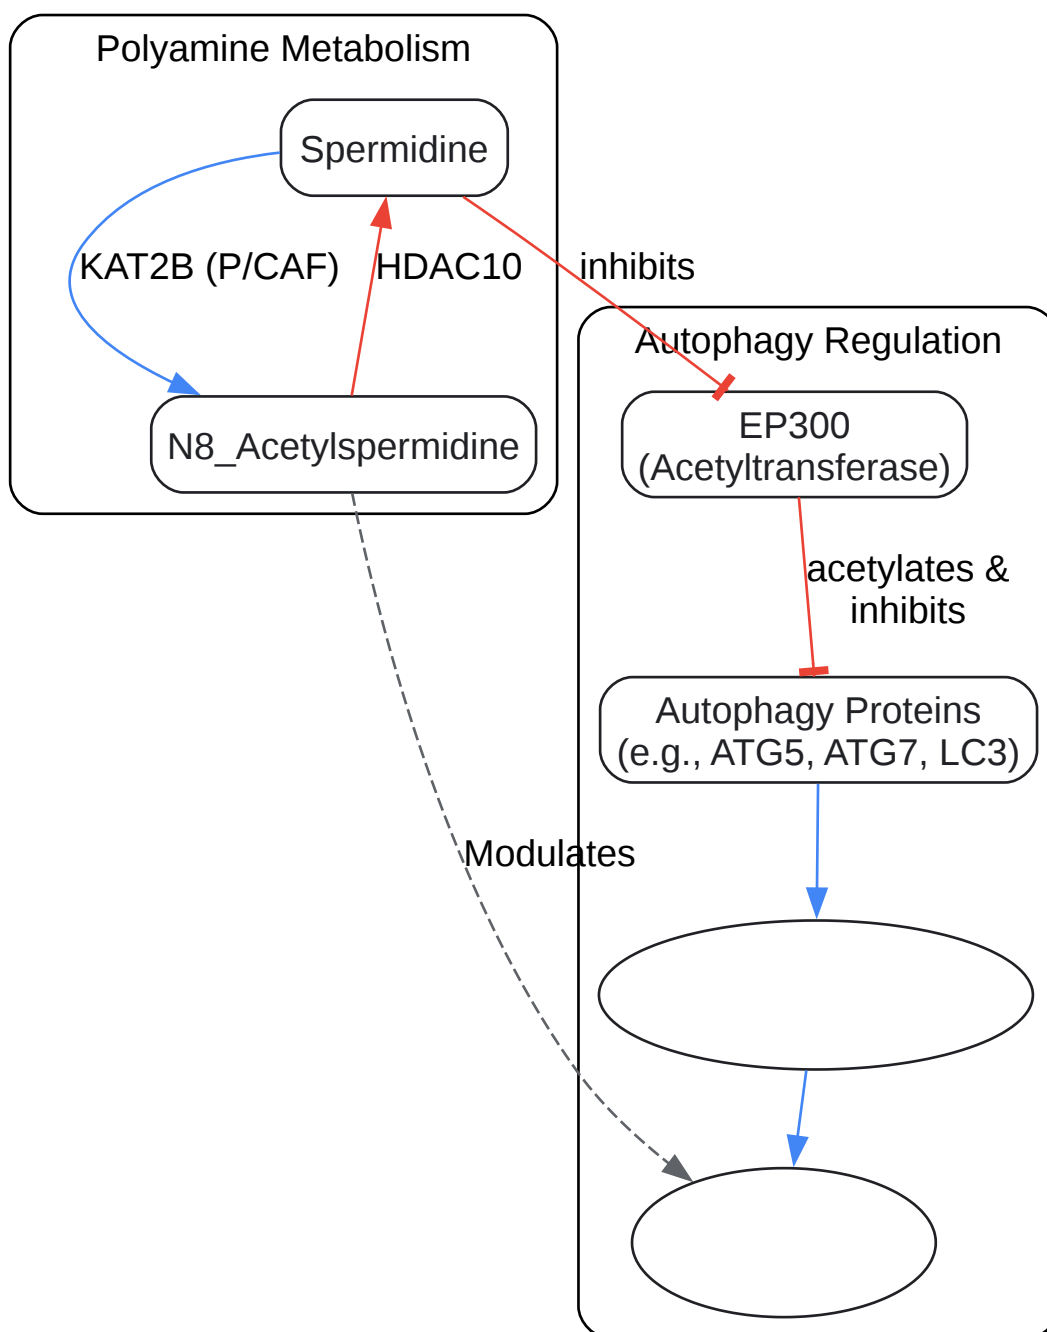 Polyamine Metabolism
Spermidine
KAT2B (P/CAF)
HDAC10
inhibits
N8_Acetylspermidine
Autophagy Regulation
EP300
(Acetyltransferase)
acetylates &
inhibits
Autophagy Proteins
(e.g., ATG5, ATG7, LC3)
Modulates